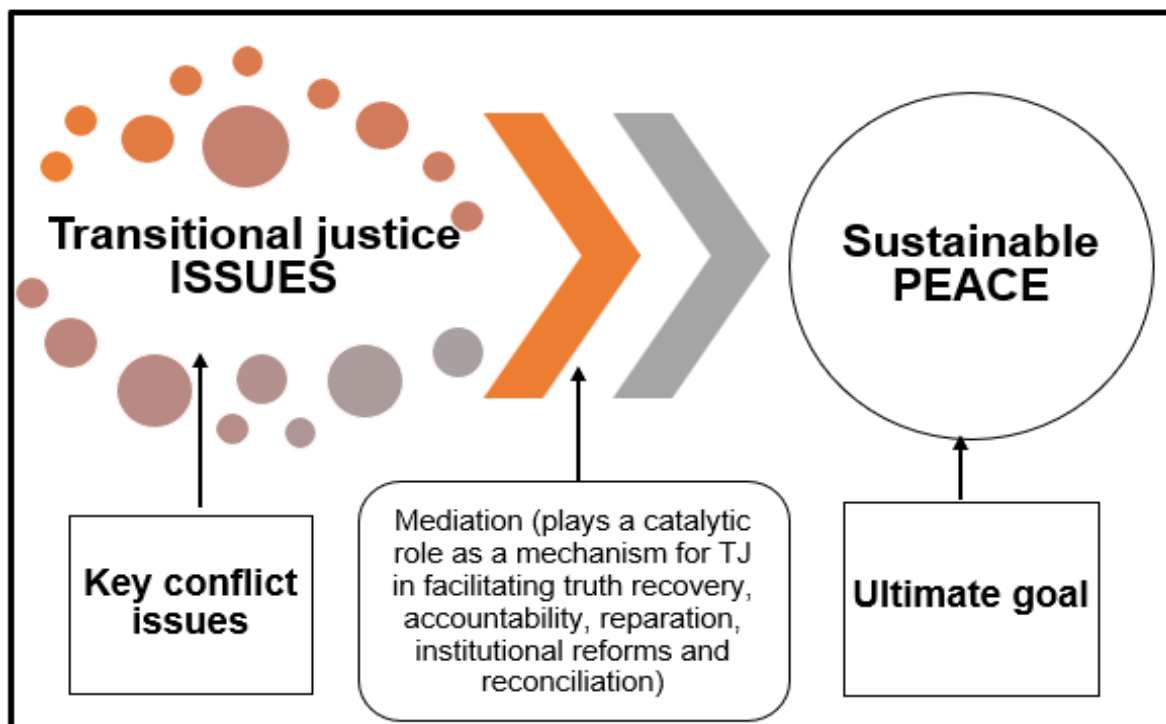 Transitional justice
ISSUES
Sustainable
PEACE
Key conflict
issues
Mediation (plays a catalytic
role as a mechanism for TJ
in facilitating truth recovery,
accountability, reparation,
institutional reforms and
reconciliation)
Ultimate goal